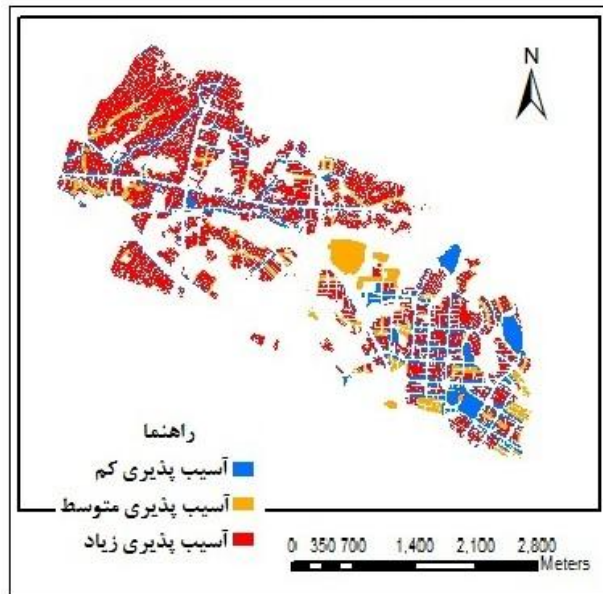 N
راهنما
آسیب پذیری کم
آسیب پذیری متوسط
آسیب پذیری زیاد
0 350 700 1,400 2,100 2,800
Meters